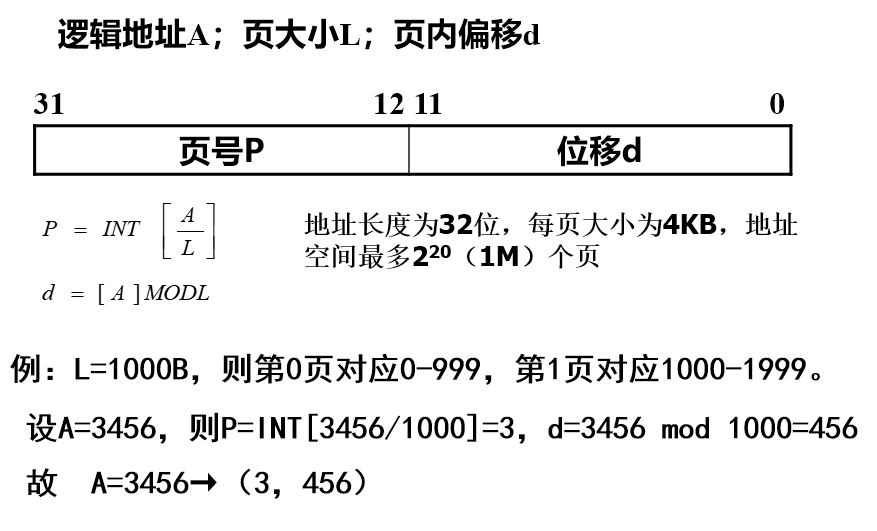 逻辑地址A；页大小L；页内偏移d
31 12 11 0
页号P 位移d
P = INT [A/L]
d = [A]MODL
地址长度为32位，每页大小为4KB，地址
空间最多2²⁰（1M）个页
例：L=1000B，则第0页对应0-999，第1页对应1000-1999。
设A=3456，则P=INT[3456/1000]=3，d=3456 mod 1000=456
故 A=3456→（3，456）